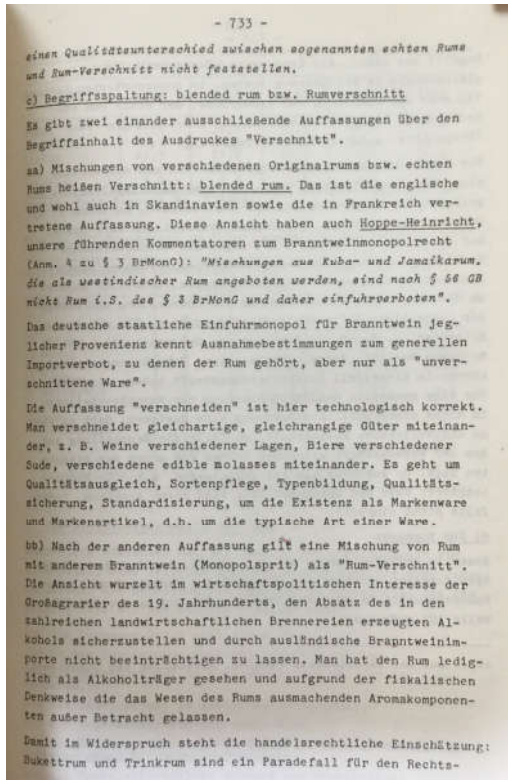 - 733 -
einen Qualitätsunterschied zwischen sogenannten echten Rums
und Rum-Verschnitt nicht feststellen.
c) Begriffsspaltung: blended rum bzw. Rumverschnitt
Es gibt zwei einander ausschließende Auffassungen über den
Begriffsinhalt des Ausdruckes "Verschnitt".
aa) Mischungen von verschiedenen Originalrums bzw. echten
Rums heißen Verschnitt: blended rum. Das ist die englische
und wohl auch in Skandinavien sowie die in Frankreich ver-
tretene Auffassung. Diese Ansicht haben auch Hoppe-Heinricht,
unsere führenden Kommentatoren zum Branntweinmonopolrecht
(Anm. 4 zu § 3 BrMonG): "Mischungen aus Kuba- und Jamaikarum,
die als westindischer Rum angeboten werden, sind nach § 56 GB
nicht Rum i.S. des § 3 BrMonG und daher einfuhrverboten".
Das deutsche staatliche Einfuhrmonopol für Branntwein jeg-
licher Provenienz kennt Ausnahmebestimmungen zum generellen
Importverbot, zu denen der Rum gehört, aber nur als "unver-
schnittene Ware".
Die Auffassung "verschneiden" ist hier technologisch korrekt.
Man verschneidet gleichartige, gleichrangige Güter miteinan-
der, z. B. Weine verschiedener Lagen, Biere verschiedener
Sude, verschiedene edible molasses miteinander. Es geht um
Qualitätsausgleich, Sortenpflege, Typenbildung, Qualitäts-
sicherung, Standardisierung, um die Existenz als Markenware
und Markenartikel, d.h. um die typische Art einer Ware.
bb) Nach der anderen Auffassung gilt eine Mischung von Rum
mit anderem Branntwein (Monopolsprit) als "Rum-Verschnitt".
Die Ansicht wurzelt im wirtschaftspolitischen Interesse der
Großagrarier des 19. Jahrhunderts, den Absatz des in den
zahlreichen landwirtschaftlichen Brennereien erzeugten Al-
kohols sicherzustellen und durch ausländische Brapntweinim-
porte nicht beeinträchtigen zu lassen. Man hat den Rum ledig-
lich als Alkoholträger gesehen und aufgrund der fiskalischen
Denkweise die das Wesen des Rums ausmachenden Aromakomponen-
ten außer Betracht gelassen.
Damit im Widerspruch steht die handelsrechtliche Einschätzung:
Bukettrum und Trinkrum sind ein Paradefall für den Rechts-